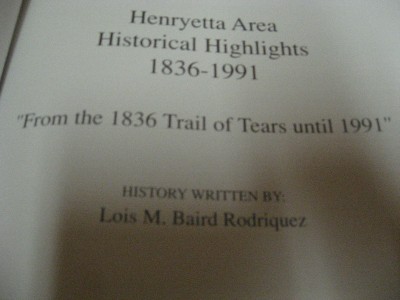 Henryetta Area
Historical Highlights
1836-1991
"From the 1836 Trail of Tears until 1991"
HISTORY WRITTEN BY:
Lois M. Baird Rodriquez